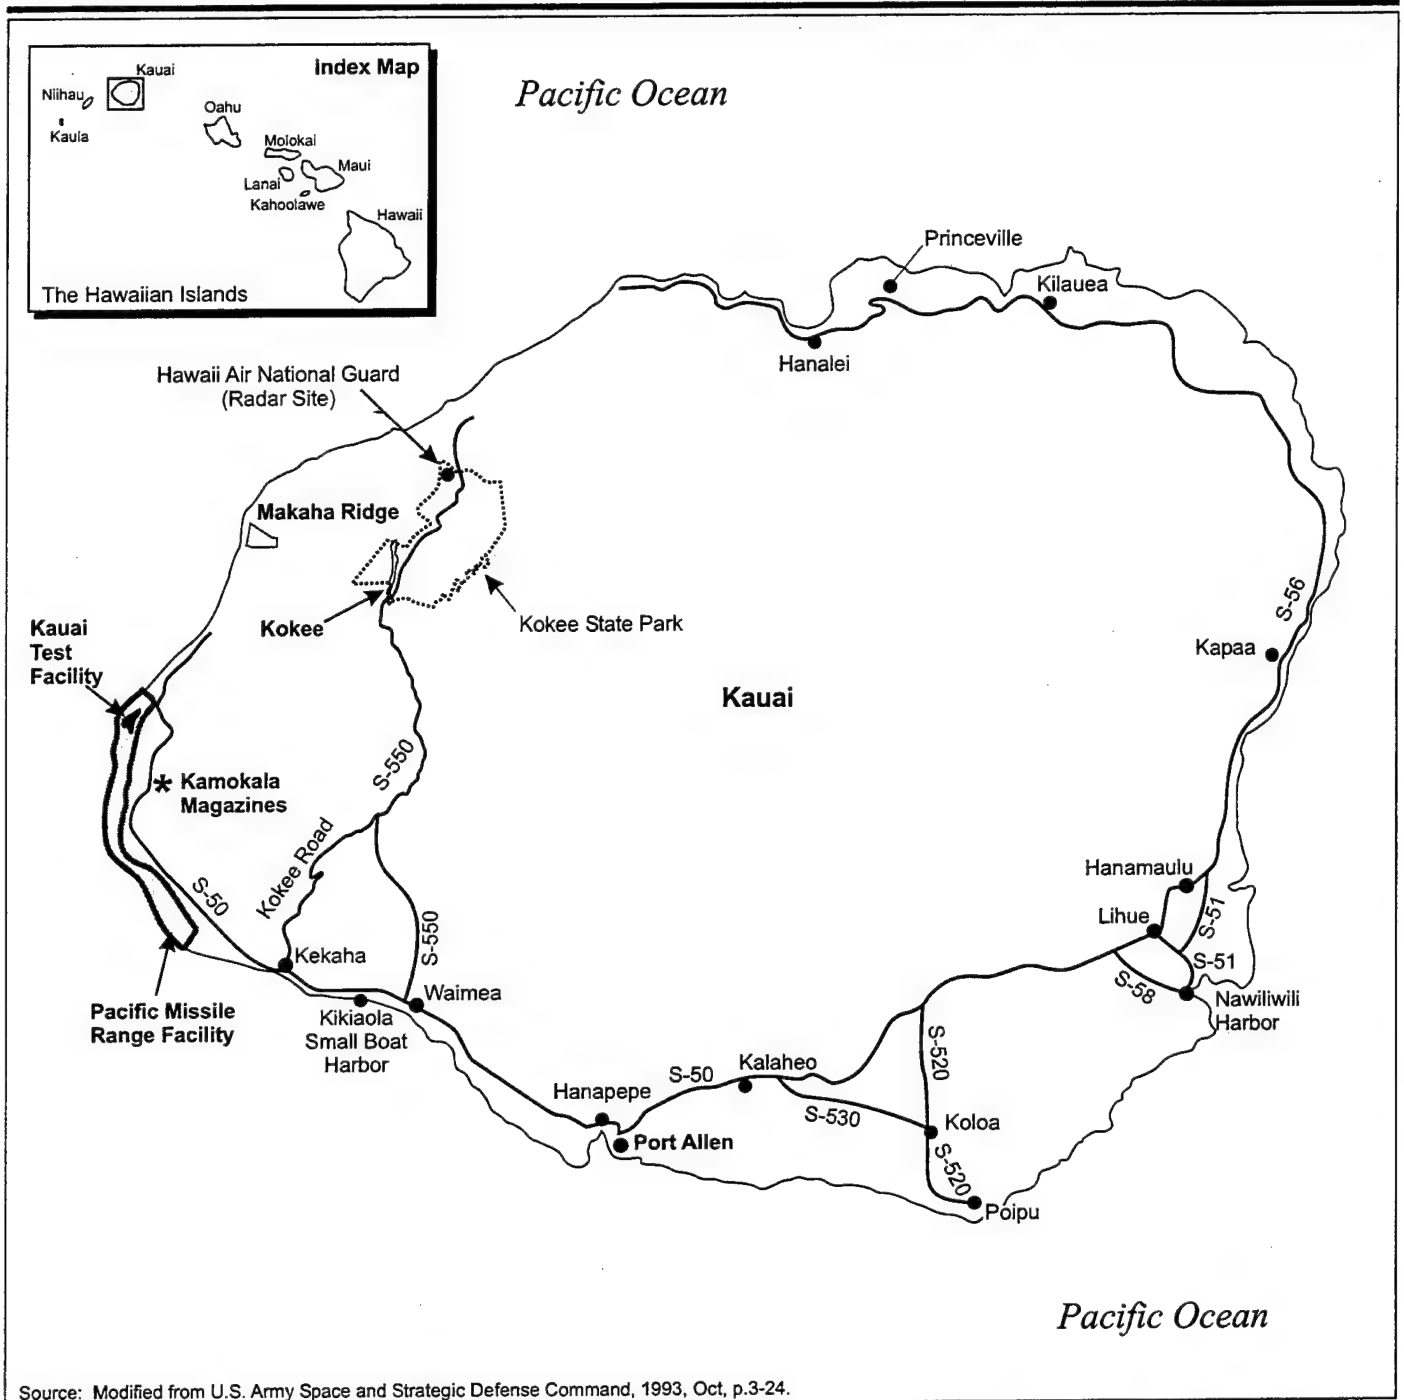 Index Map
Kauai
Niihau
Kaula
Oahu
Molokai
Maui
Lanai
Kahoolawe
Hawaii
The Hawaiian Islands
Pacific Ocean
Princeville
Kilauea
Hanalei
Hawaii Air National Guard
(Radar Site)
Makaha Ridge
Kokee
Kokee State Park
S-56
Kapaa
Kauai
Test
Facility
Kauai
S-550
Kamokala
Magazines
Kokee Road
S-50
S-550
Kekaha
Waimea
Pacific Missile
Range Facility
Kikiaola
Small Boat
Harbor
Hanamaulu
Lihue
S-51
S-51
S-58
Nawiliwili
Harbor
S-520
Kalaheo
S-50
Hanapepe
S-530
Koloa
Port Allen
S-520
Poipu
Pacific Ocean
Source: Modified from U.S. Army Space and Strategic Defense Command, 1993, Oct, p.3-24.